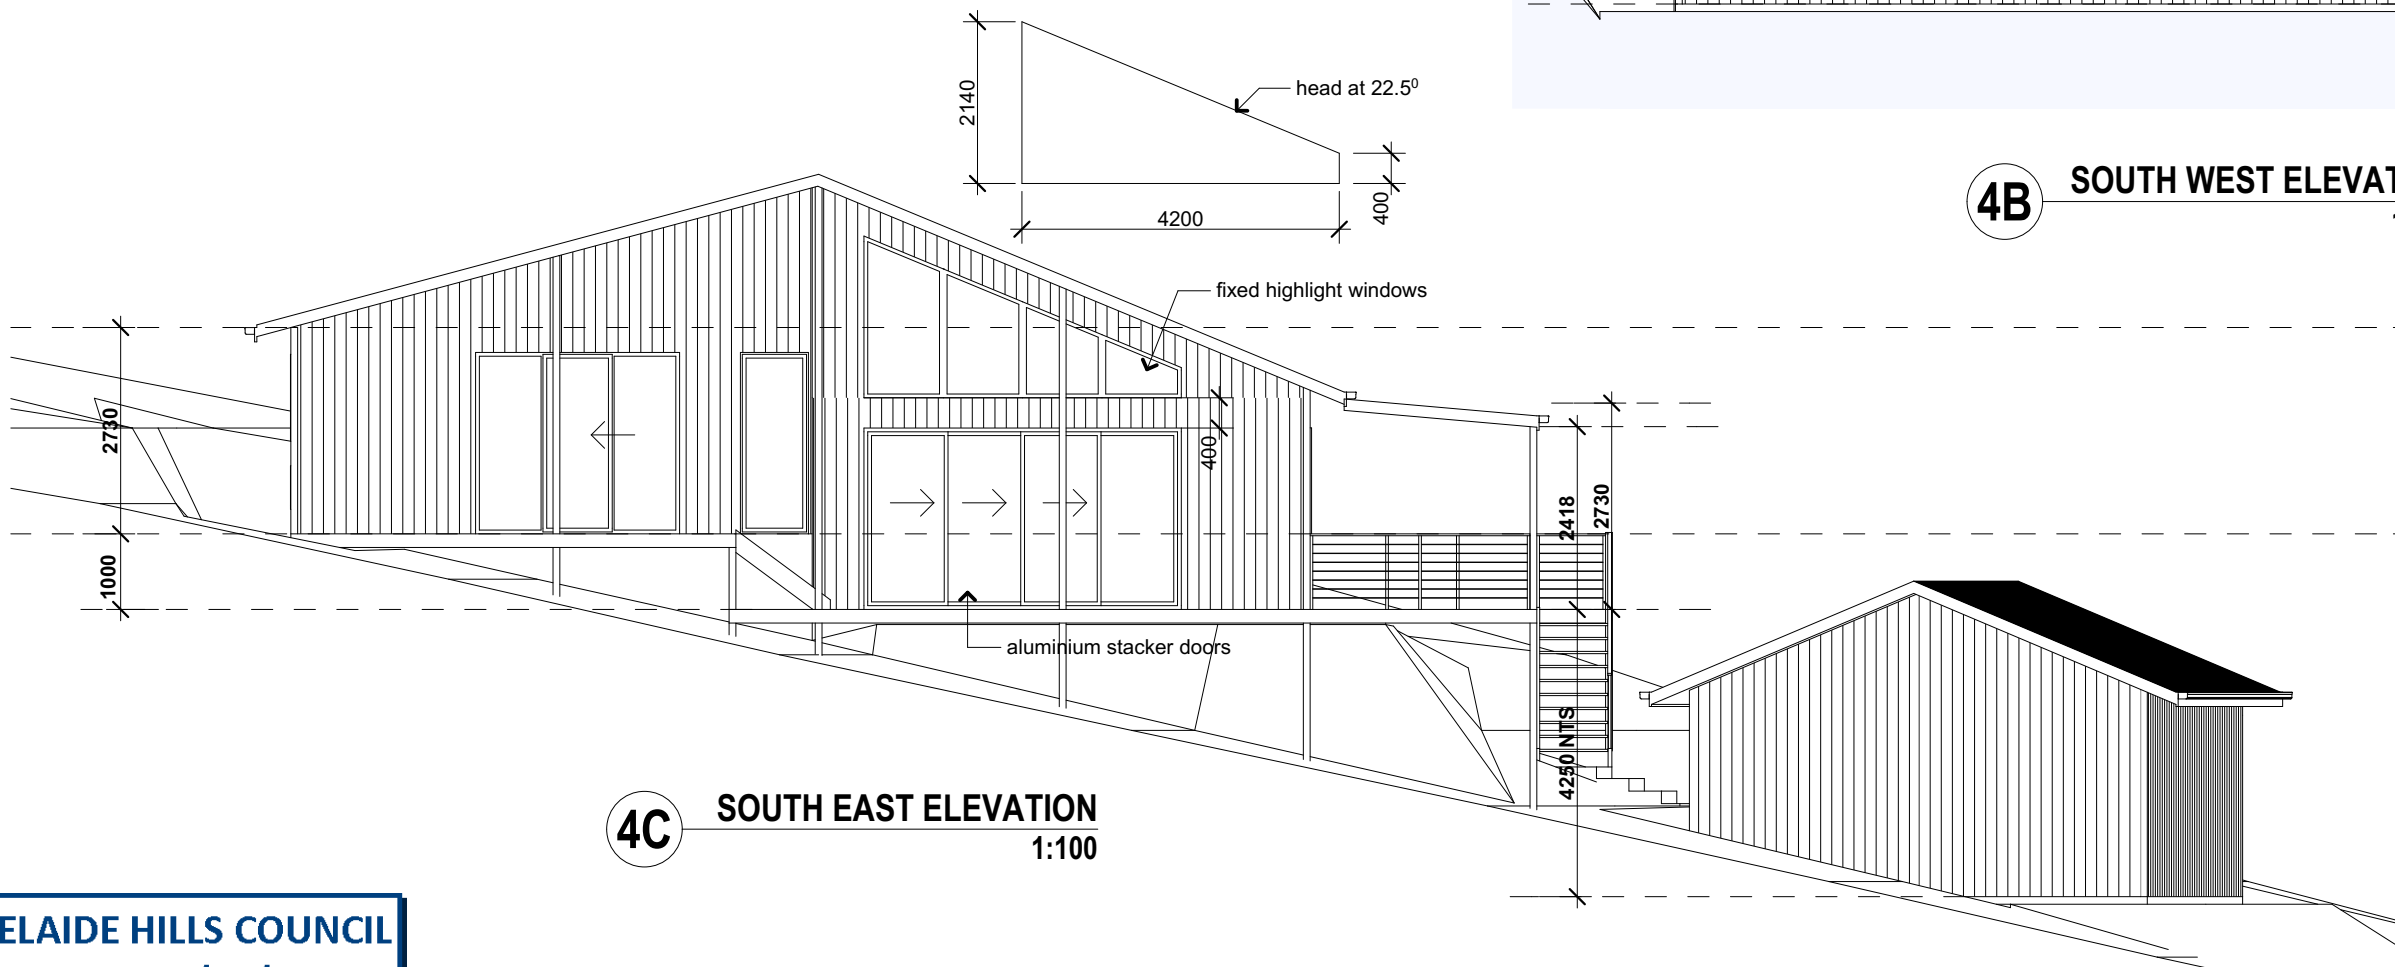 2140
head at 22.5⁰
4200
400
4B
SOUTH WEST ELEVAT
fixed highlight windows
2730
400
2418
2730
1000
aluminium stacker doors
4250 NTS
4C
SOUTH EAST ELEVATION
1:100
ELAIDE HILLS COUNCIL